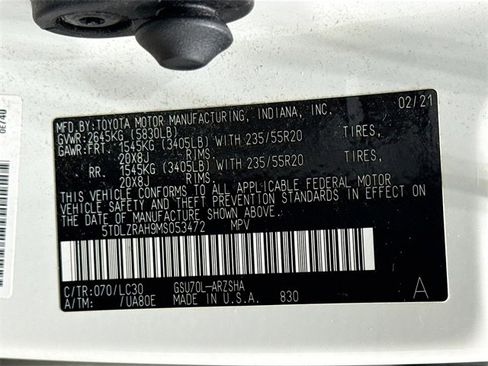 MFD.BY:TOYOTA MOTOR MANUFACTURING, INDIANA, INC. 02/21
GVWR:2645KG (5830LB)
GAWR:FRT. 1545KG (3405LB) WITH 235/55R20 TIRES,
20X8J RIMS
RR. 1545KG (3405LB) WITH 235/55R20 TIRES,
20X8J RIMS
THIS VEHICLE CONFORMS TO ALL APPLICABLE FEDERAL MOTOR
VEHICLE SAFETY AND THEFT PREVENTION STANDARDS IN EFFECT ON
THE DATE OF MANUFACTURE SHOWN ABOVE.
5TDLZRAH9MS053472 MPV
C/TR:070/LC30 GSU70L-ARZSHA
A/TM: /UA80E MADE IN U.S.A. 830 A